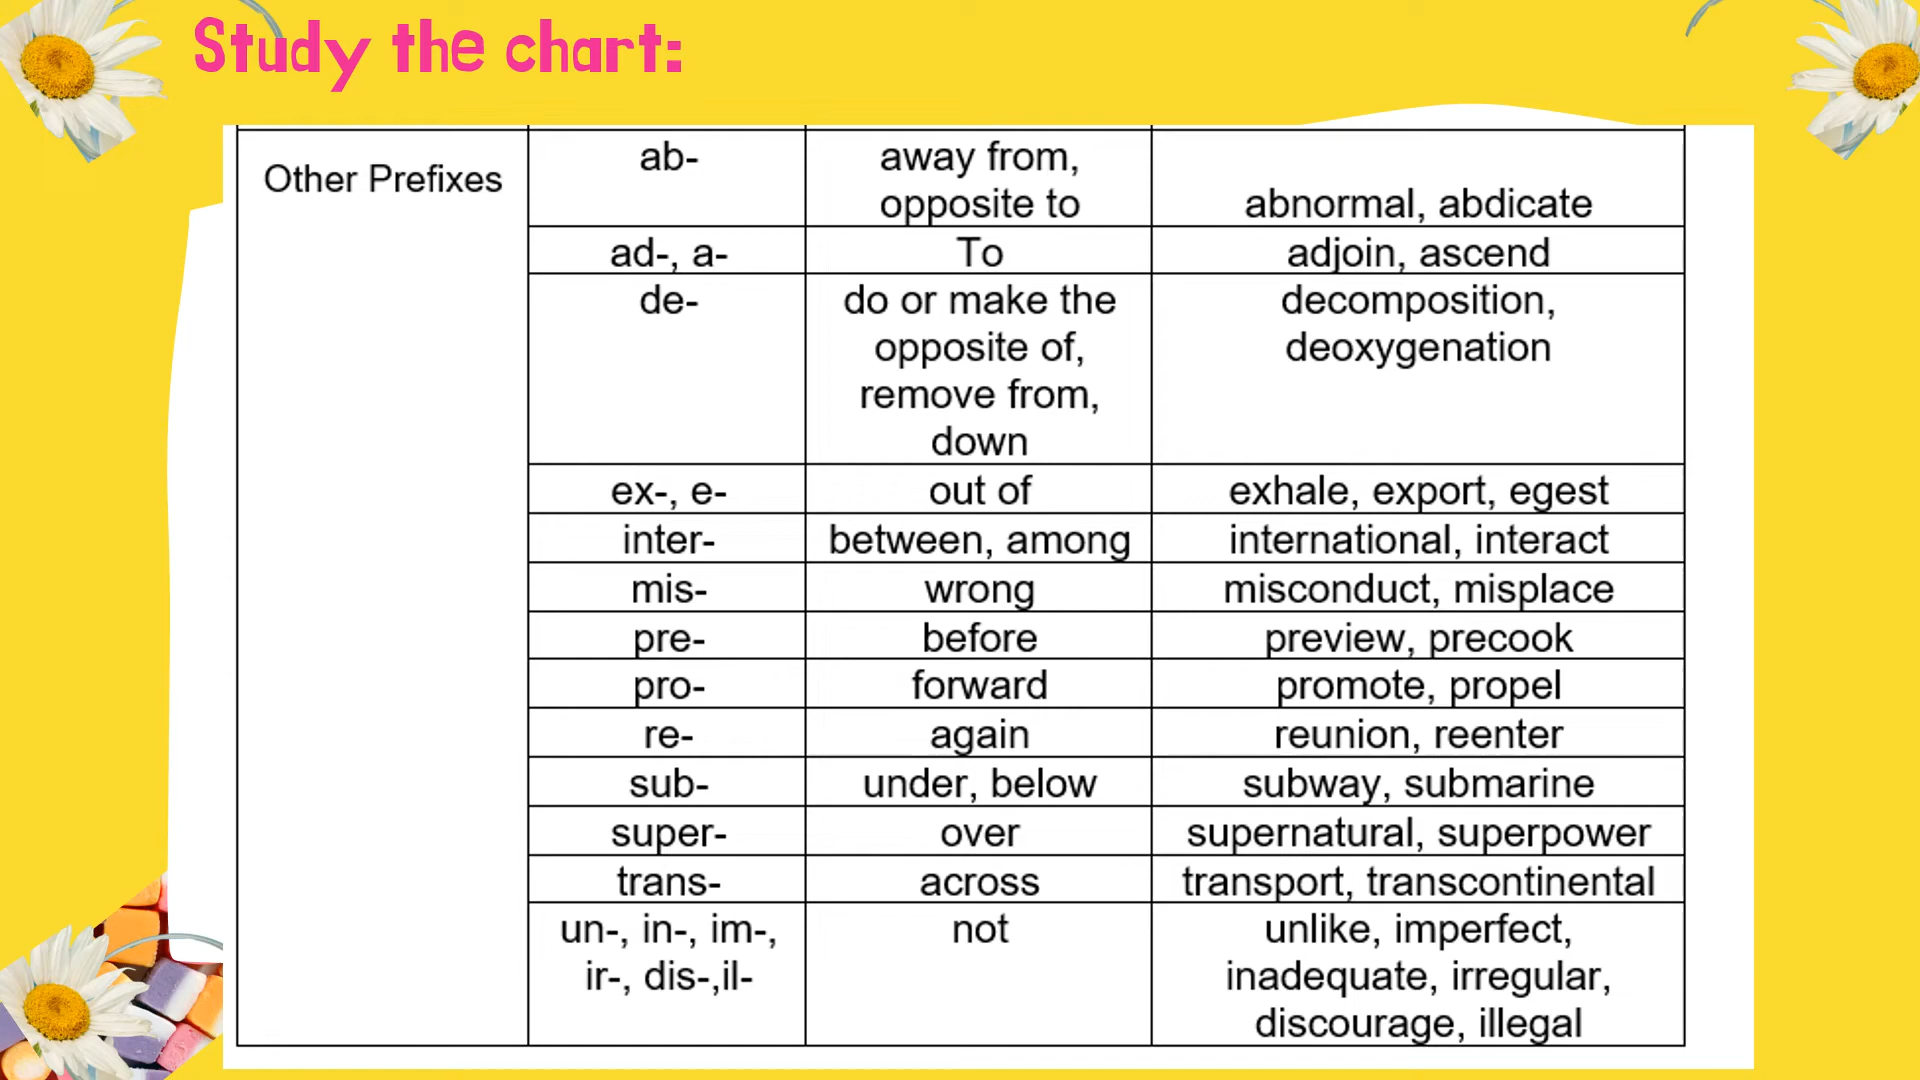 Study the chart:
Other Prefixes
ab-
away from,
opposite to
abnormal, abdicate
ad-, a-
To
adjoin, ascend
de-
do or make the
opposite of,
remove from,
down
decomposition,
deoxygenation
ex-, e-
out of
exhale, export, egest
inter-
between, among
international, interact
mis-
wrong
misconduct, misplace
pre-
before
preview, precook
pro-
forward
promote, propel
re-
again
reunion, reenter
sub-
under, below
subway, submarine
super-
over
supernatural, superpower
trans-
across
transport, transcontinental
un-, in-, im-,
ir-, dis-,il-
not
unlike, imperfect,
inadequate, irregular,
discourage, illegal